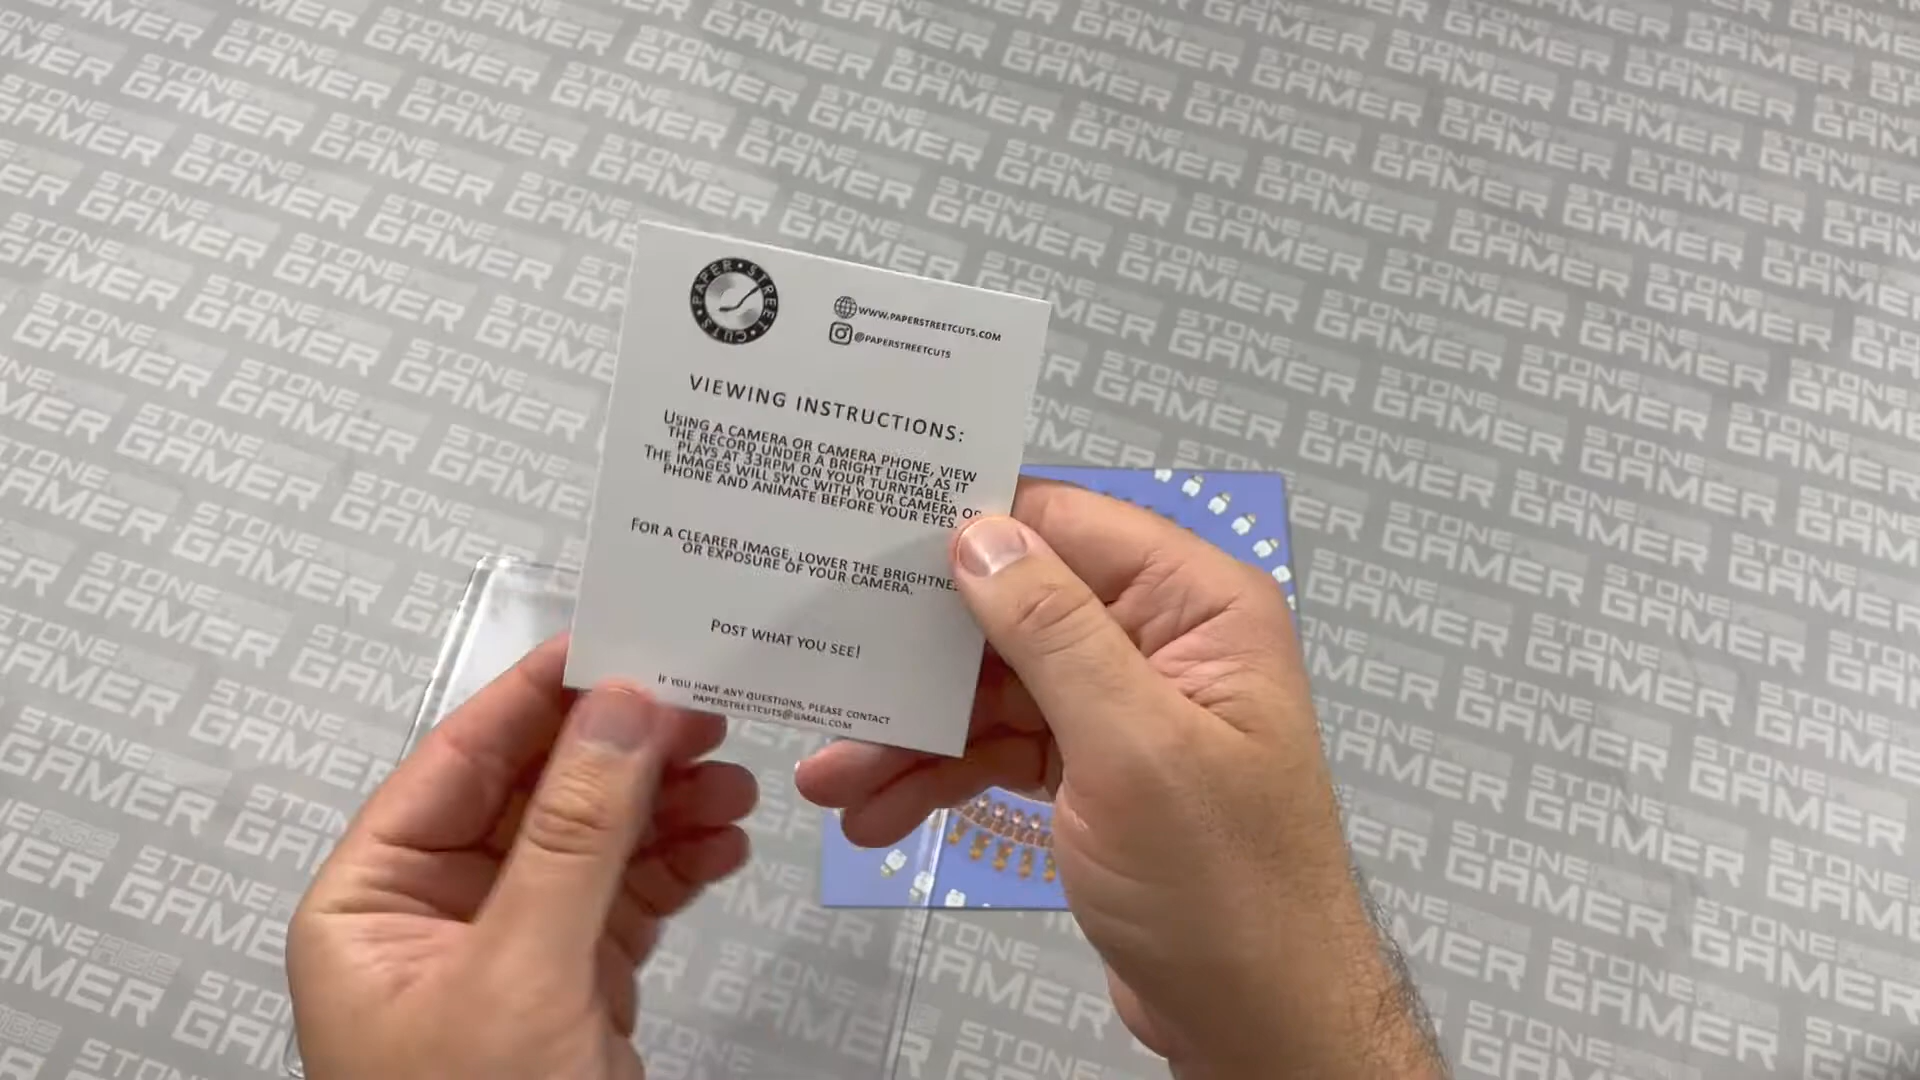 PAPER • STREET • CUTS •
WWW.PAPERSTREETCUTS.COM
@PAPERSTREETCUTS
VIEWING INSTRUCTIONS:
USING A CAMERA OR CAMERA PHONE, VIEW
THE RECORD UNDER A BRIGHT LIGHT, AS IT
PLAYS AT 33RPM ON YOUR TURNTABLE.
THE IMAGES WILL SYNC WITH YOUR CAMERA OR
PHONE AND ANIMATE BEFORE YOUR EYES.
FOR A CLEARER IMAGE, LOWER THE
OR EXPOSURE OF YOUR CAMERA.
POST WHAT YOU SEE!
IF YOU HAVE ANY QUESTIONS, PLEASE CONTACT
PAPERSTREETCUTS@GMAIL.COM
STONE AGE
GAMER